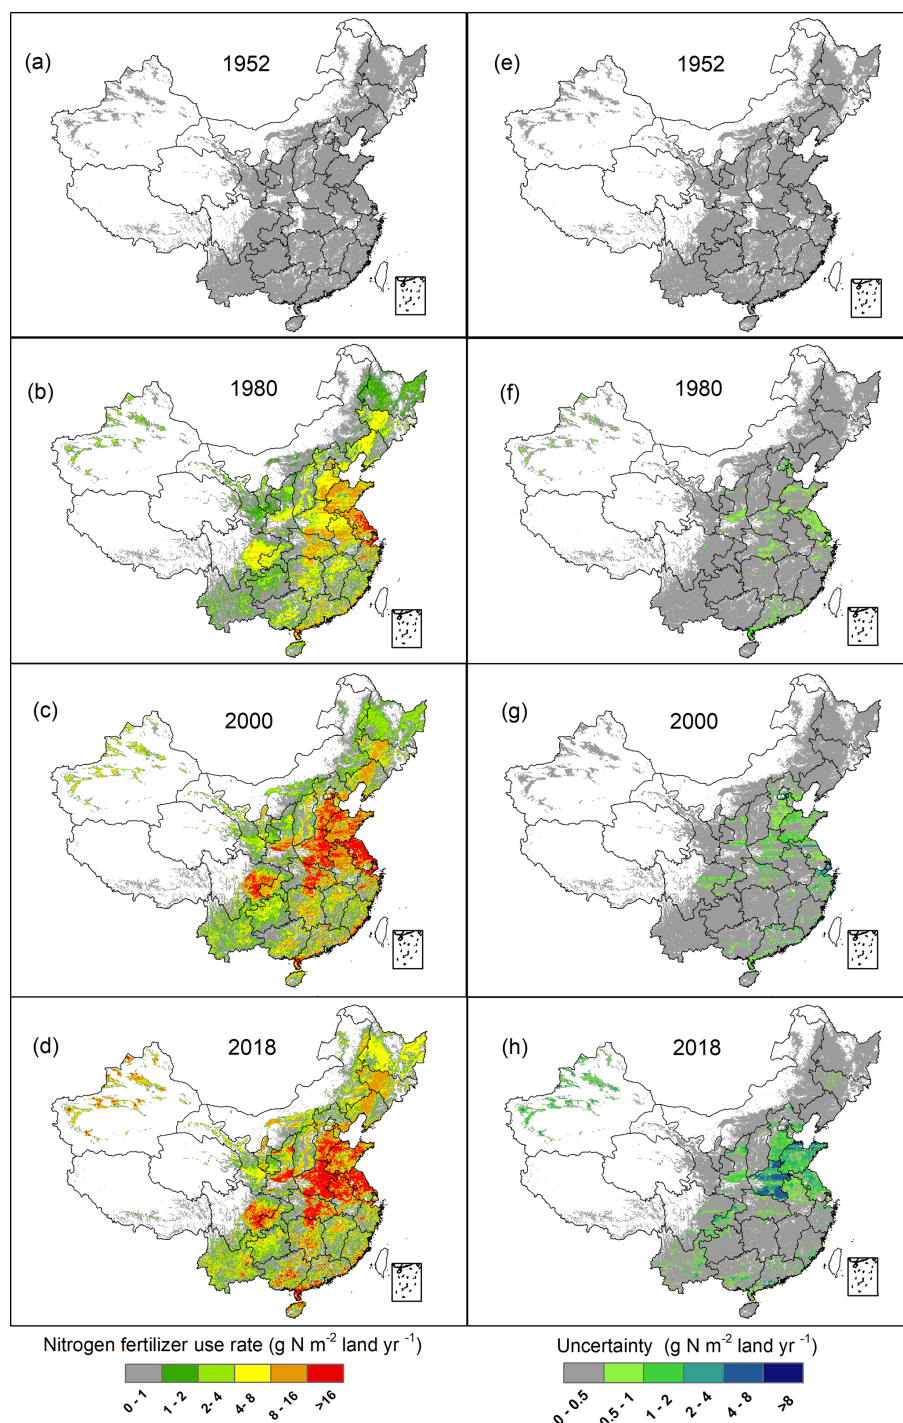 (a) 1952
(e) 1952
(b) 1980
(f) 1980
(c) 2000
(g) 2000
(d) 2018
(h) 2018
Nitrogen fertilizer use rate (g N m⁻² land yr⁻¹)
0 - 1
1 - 2
2- 4
4- 8
8 - 16
>16
Uncertainty (g N m⁻² land yr⁻¹)
0 - 0.5
0.5 - 1
1 - 2
2 - 4
4 - 8
>8